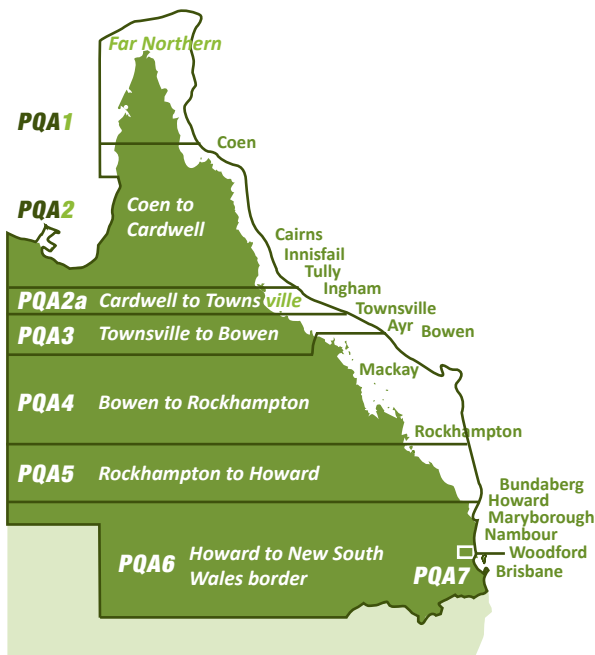 Far Northern
PQA1
Coen
PQA2
Coen to
Cardwell
Cairns
Innisfail
Tully
Ingham
PQA2a
Cardwell to Townsville
Townsville
PQA3
Townsville to Bowen
Ayr
Bowen
Mackay
PQA4
Bowen to Rockhampton
Rockhampton
PQA5
Rockhampton to Howard
Bundaberg
Howard
Maryborough
Nambour
PQA6
Howard to New South
Wales border
PQA7
Woodford
Brisbane